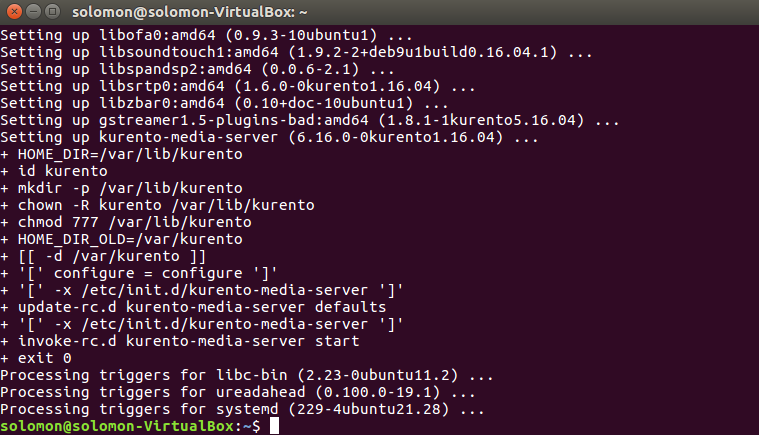 solomon@solomon-VirtualBox: ~
Setting up libofa0:amd64 (0.9.3-10ubuntu1) ...
Setting up libsoundtouch1:amd64 (1.9.2-2+deb9u1build0.16.04.1) ...
Setting up libspandsp2:amd64 (0.0.6-2.1) ...
Setting up libsrtp0:amd64 (1.6.0-0kurento1.16.04) ...
Setting up libzbar0:amd64 (0.10+doc-10ubuntu1) ...
Setting up gstreamer1.5-plugins-bad:amd64 (1.8.1-1kurento5.16.04) ...
Setting up kurento-media-server (6.16.0-0kurento1.16.04) ...
+ HOME_DIR=/var/lib/kurento
+ id kurento
+ mkdir -p /var/lib/kurento
+ chown -R kurento /var/lib/kurento
+ chmod 777 /var/lib/kurento
+ HOME_DIR_OLD=/var/kurento
+ [[ -d /var/kurento ]]
+ '[' configure = configure ']'
+ '[' -x /etc/init.d/kurento-media-server ']'
+ update-rc.d kurento-media-server defaults
+ '[' -x /etc/init.d/kurento-media-server ']'
+ invoke-rc.d kurento-media-server start
+ exit 0
Processing triggers for libc-bin (2.23-0ubuntu11.2) ...
Processing triggers for ureadahead (0.100.0-19.1) ...
Processing triggers for systemd (229-4ubuntu21.28) ...
solomon@solomon-VirtualBox:~$